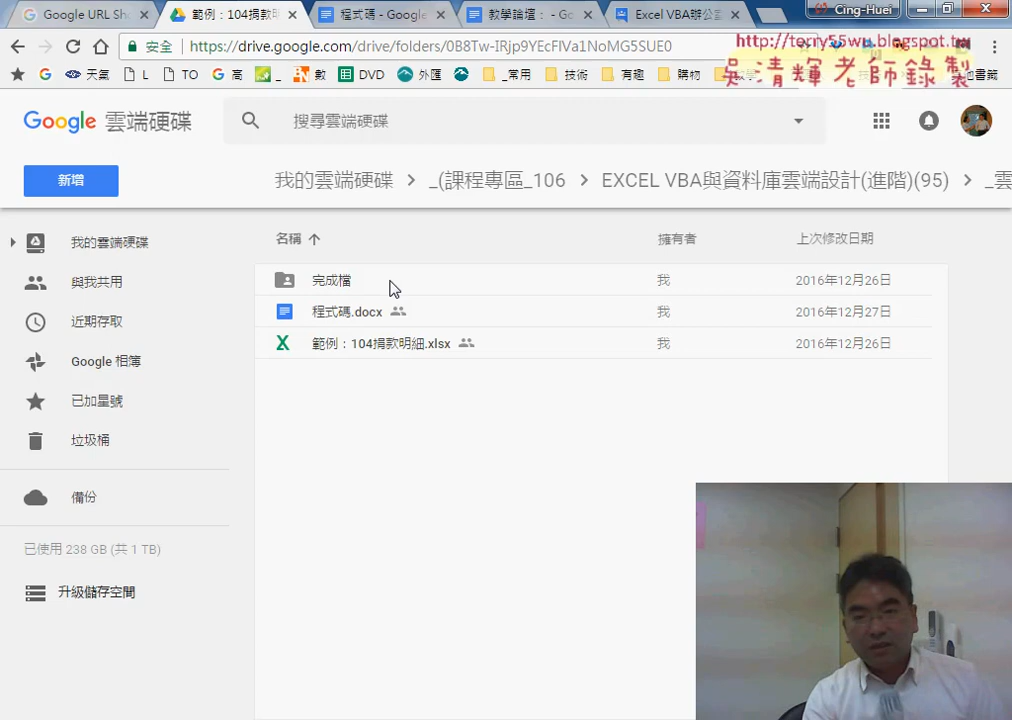 Google URL Sh
範例：104捐款明
程式碼 - Google
教學論壇： - Go
Excel VBA辦公室
Cing-Huei
安全
https://drive.google.com/drive/folders/0B8Tw-IRjp9YEcFlVa1NoMG5SUE0
http://terry55wu.blogspot.tw
吳清輝老師錄製
天氣
L
TO
高
數
DVD
外匯
_常用
技術
有趣
購物
Google 雲端硬碟
搜尋雲端硬碟
新增
我的雲端硬碟 > _(課程專區_106 > EXCEL VBA與資料庫雲端設計(進階)(95) > _雲
我的雲端硬碟
與我共用
近期存取
Google 相簿
已加星號
垃圾桶
備份
已使用 238 GB (共 1 TB)
升級儲存空間
名稱 擁有者 上次修改日期
完成檔 我 2016年12月26日
程式碼.docx 我 2016年12月27日
範例：104捐款明細.xlsx 我 2016年12月26日